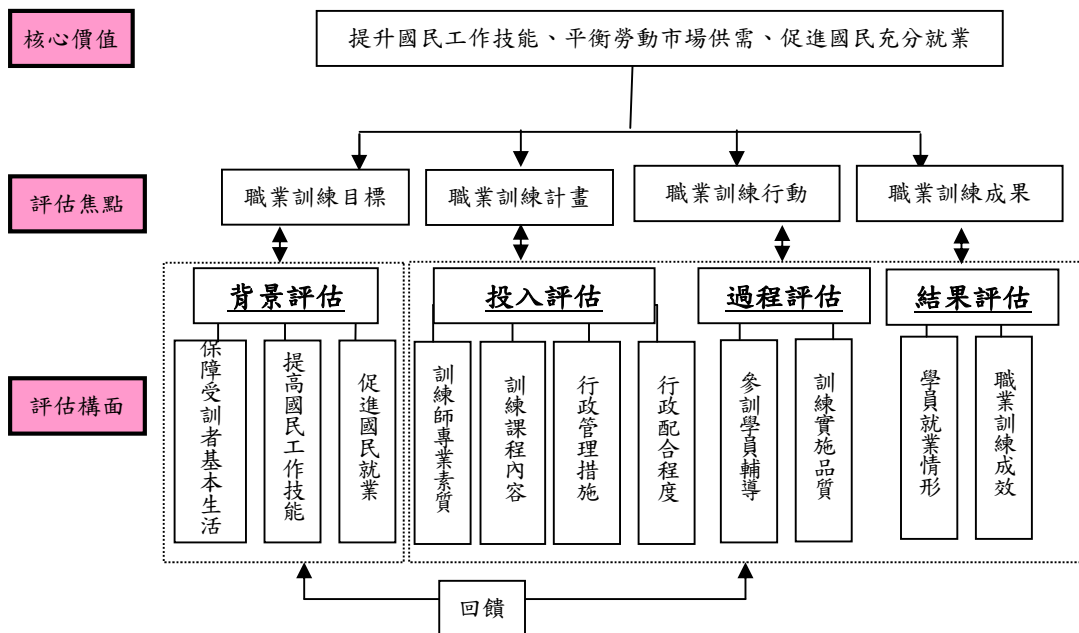 核心價值
提升國民工作技能、平衡勞動市場供需、促進國民充分就業
評估焦點
職業訓練目標
職業訓練計畫
職業訓練行動
職業訓練成果
背景評估
投入評估
過程評估
結果評估
評估構面
保障受訓者基本生活
提高國民工作技能
促進國民就業
訓練師專業素質
訓練課程內容
行政管理措施
行政配合程度
參訓學員輔導
訓練實施品質
學員就業情形
職業訓練成效
回饋